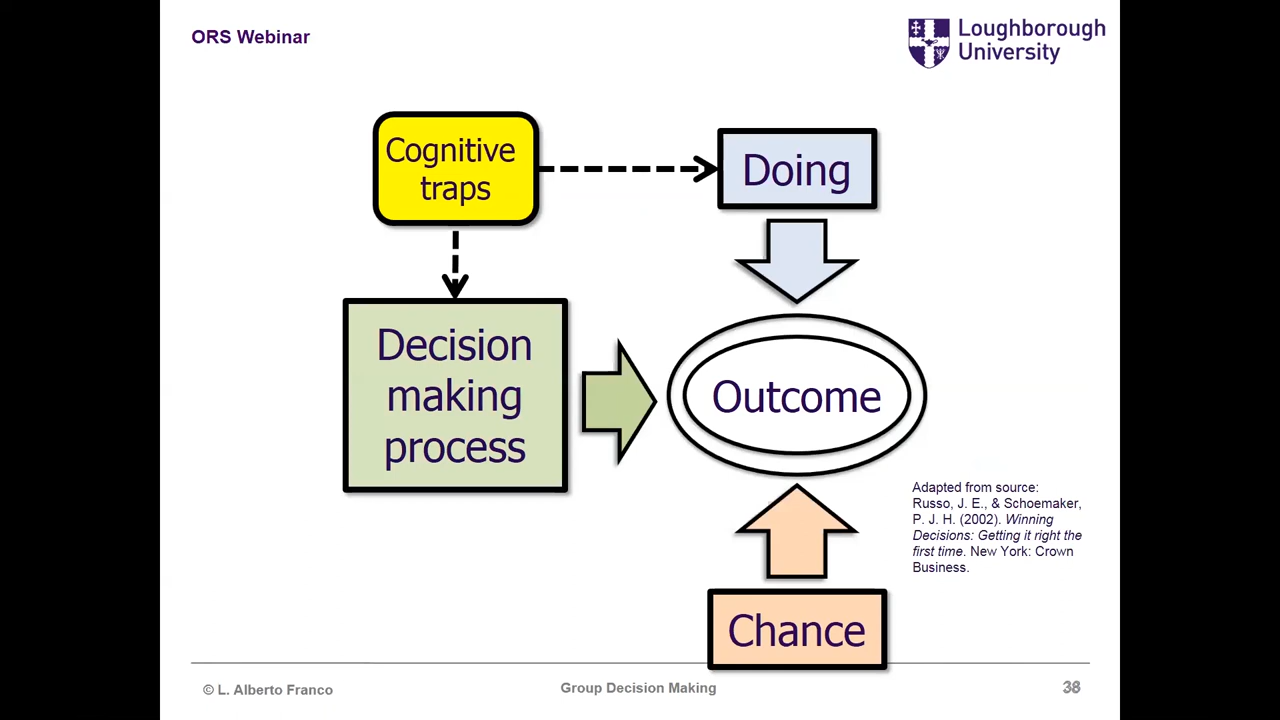 ORS Webinar
Loughborough
University
Cognitive
traps
Doing
Decision
making
process
Outcome
Adapted from source:
Russo, J. E., & Schoemaker,
P. J. H. (2002). Winning
Decisions: Getting it right the
first time. New York: Crown
Business.
Chance
© L. Alberto Franco
Group Decision Making
38